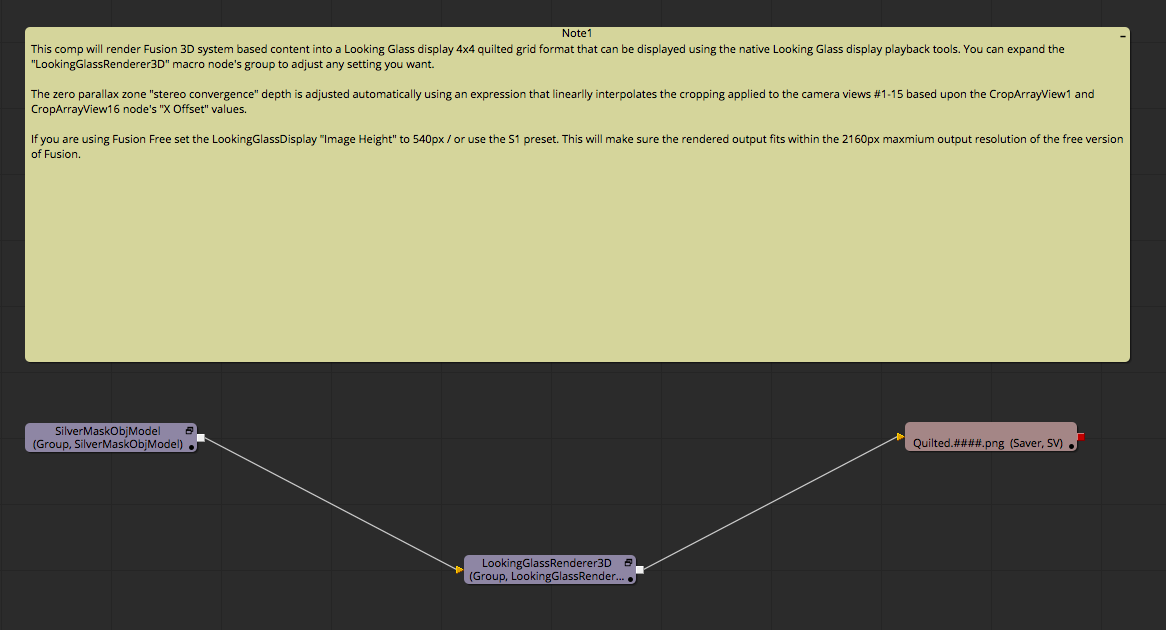 Note1
This comp will render Fusion 3D system based content into a Looking Glass display 4x4 quilted grid format that can be displayed using the native Looking Glass display playback tools. You can expand the
"LookingGlassRenderer3D" macro node's group to adjust any setting you want.
The zero parallax zone "stereo convergence" depth is adjusted automatically using an expression that linearlly interpolates the cropping applied to the camera views #1-15 based upon the CropArrayView1 and
CropArrayView16 node's "X Offset" values.
If you are using Fusion Free set the LookingGlassDisplay "Image Height" to 540px / or use the S1 preset. This will make sure the rendered output fits within the 2160px maxmium output resolution of the free version
of Fusion.
SilverMaskObjModel
(Group, SilverMaskObjModel)
Quilted.####.png (Saver, SV)
LookingGlassRenderer3D
(Group, LookingGlassRender...